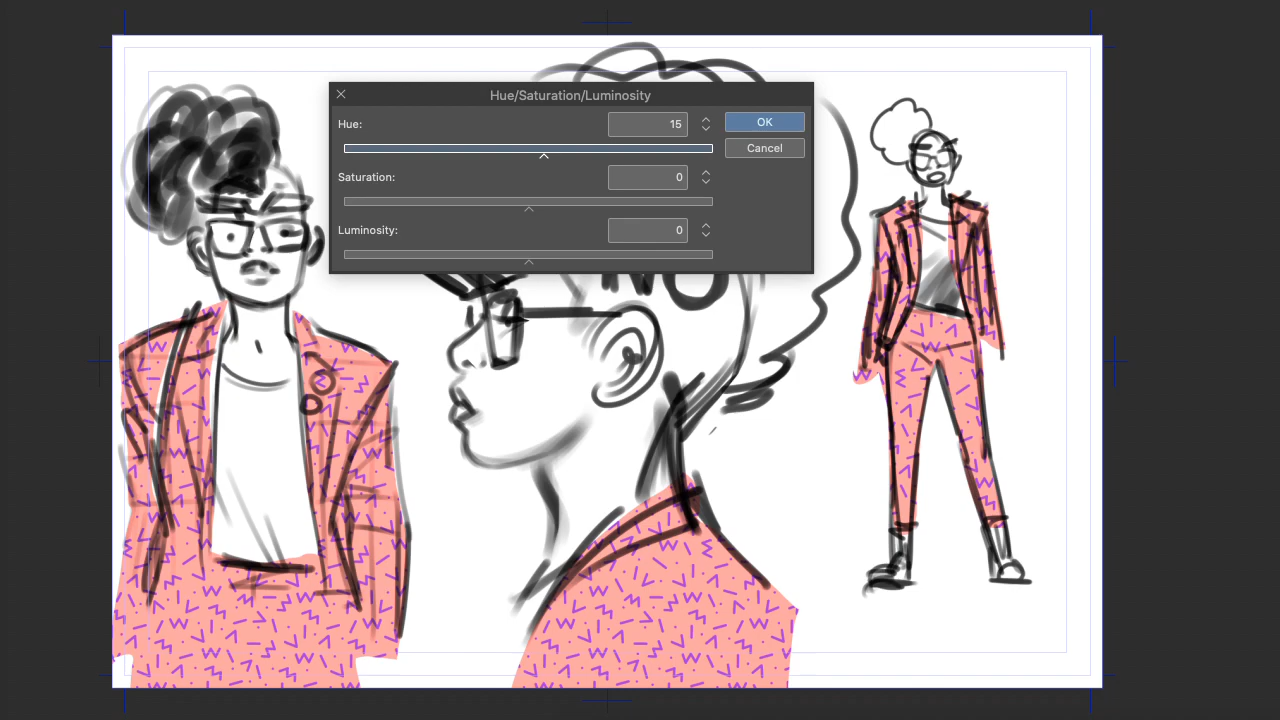 Hue/Saturation/Luminosity
Hue: 15
OK
Cancel
Saturation: 0
Luminosity: 0